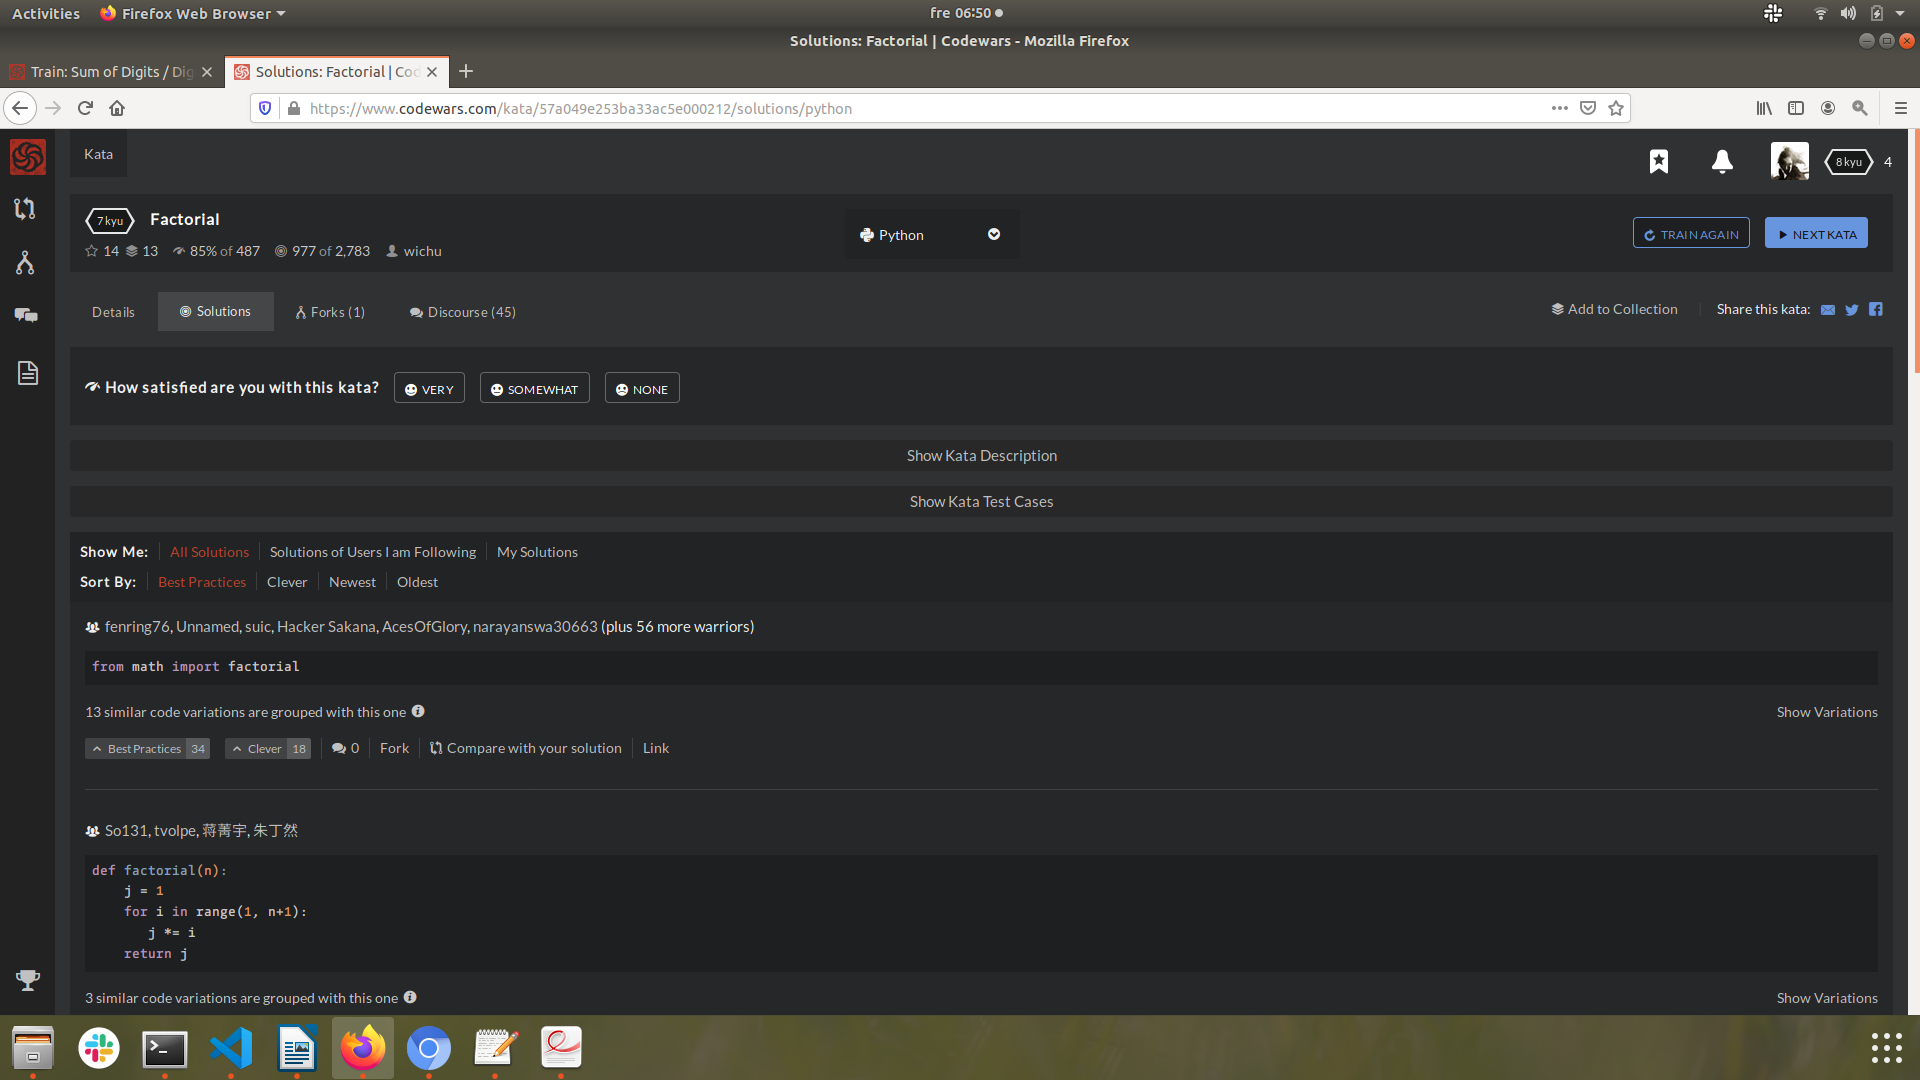 Activities Firefox Web Browser fre 06:50
Solutions: Factorial | Codewars - Mozilla Firefox
Train: Sum of Digits / Dig Solutions: Factorial | Cod
https://www.codewars.com/kata/57a049e253ba33ac5e000212/solutions/python
Kata 8 kyu 4
7 kyu Factorial
Python
TRAIN AGAIN NEXT KATA
14 13 85% of 487 977 of 2,783 wichu
Details Solutions Forks (1) Discourse (45) Add to Collection Share this kata:
How satisfied are you with this kata? VERY SOMEWHAT NONE
Show Kata Description
Show Kata Test Cases
Show Me: All Solutions Solutions of Users I am Following My Solutions
Sort By: Best Practices Clever Newest Oldest
fenring76, Unnamed, suic, Hacker Sakana, AcesOfGlory, narayanswa30663 (plus 56 more warriors)
from math import factorial
13 similar code variations are grouped with this one Show Variations
Best Practices 34 Clever 18 0 Fork Compare with your solution Link
So131, tvolpe, 蒋菁宇, 朱丁然
def factorial(n):
    j = 1
    for i in range(1, n+1):
       j *= i
    return j
3 similar code variations are grouped with this one Show Variations